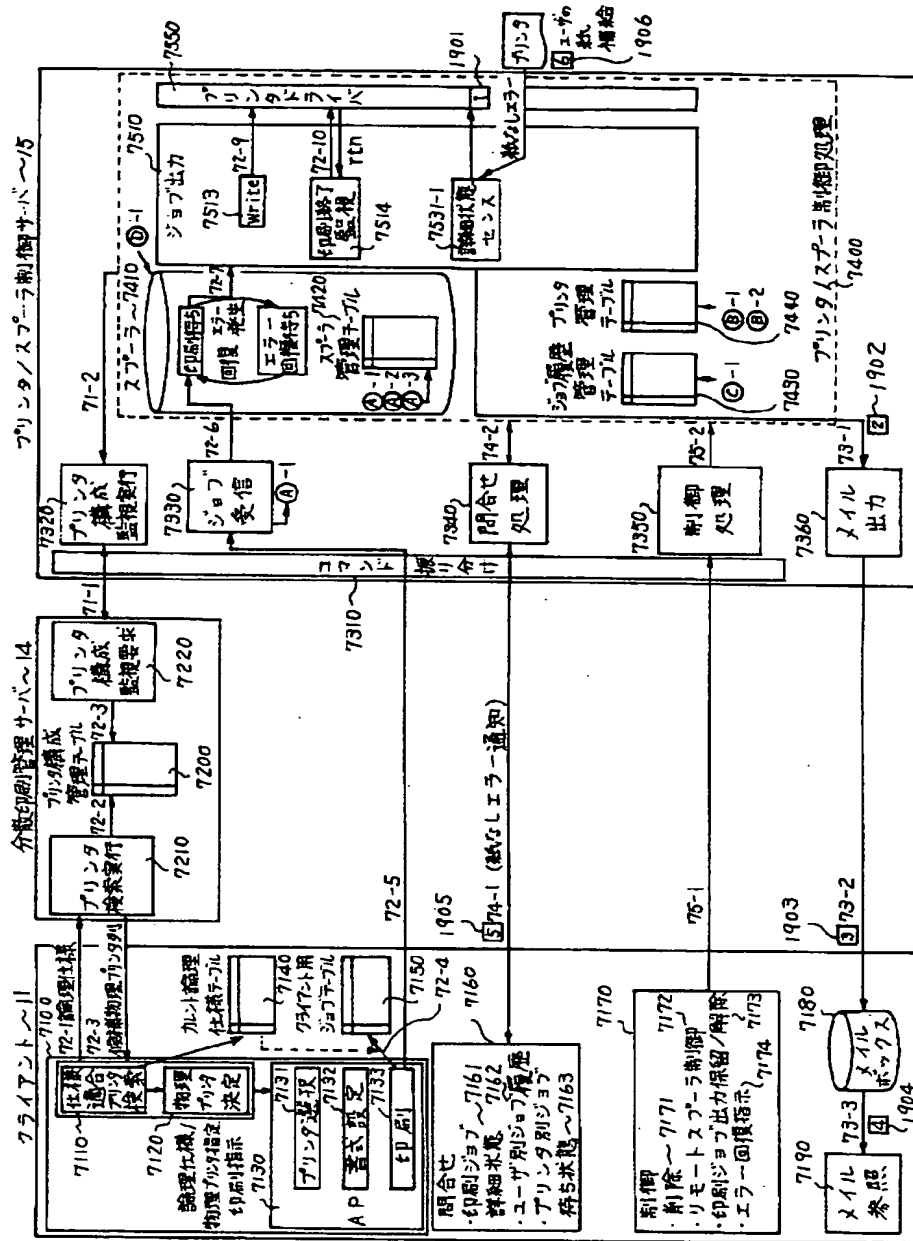 クライアント~11
7100
仕様
適合
プリンタ
検索
7110
物理
プリンタ
決定
7120
論理仕様/
物理プリンタ指定
印刷指示
7130
AP
プリンタ選択
7131
書式設定
7132
印刷
7133
72-1論理仕様
72-3
候補物理プリンタ列
カレント論理
仕様テーブル
7140
クライアント用
ジョブテーブル
7150
72-4
72-5
問合せ
7160
・印刷ジョブ~7161
詳細状態 7162
・ユーザ別ジョブ履歴
・プリンタ別ジョブ
待ち状態~7163
制御
7170
・削除~7171
・リモートスプーラ制御
7172
・印刷ジョブ出力保留/解除
7173
・エラー回復指示
7174
メイル
参照
7190
73-3
4
1904
メイル
ボックス
7180
分散印刷管理サーバ~14
プリンタ
検索実行
7210
72-2
プリンタ構成
管理テーブル
7200
72-3
プリンタ
構成
監視要求
7220
71-1
1905
5
74-1 (紙なしエラー通知)
75-1
1903
3
73-2
プリンタ/スプーラ制御サーバ~15
7320
プリンタ
構成
監視実行
71-2
7330
ジョブ
受信
Ⓐ-1
72-6
コマンド
振り分け
7310
7340
問合せ
処理
74-2
7350
制御
処理
75-2
7360
メイル
出力
73-1
2
1902
スプーラ~7410
Ⓓ-1
印刷待ち
エラー
発生
回復
エラー
回復待ち
72-7
スプーラ
管理テーブル
7420
Ⓐ-1
Ⓐ-2
Ⓐ-3
7510
ジョブ出力
7513
Write
72-9
印刷終了
監視
7514
72-10
rtn
7531-1
詳細状態
センス
プリンタドライバ
7550
1
1901
紙なしエラー
プリンタ
6
ユーザの
紙
補給
1906
ジョブ履歴
管理
テーブル
Ⓒ-1
7430
プリンタ
管理
テーブル
Ⓑ-1
Ⓑ-2
7440
プリンタ/スプーラ制御処理
7400